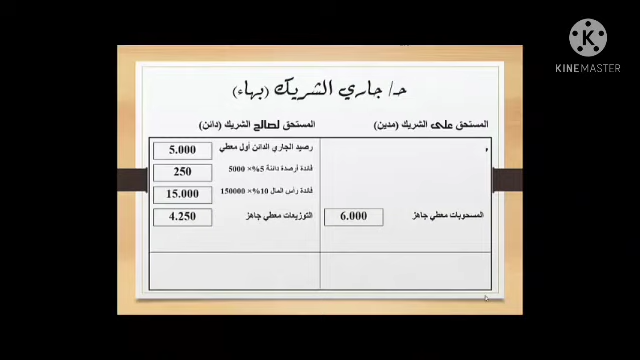 KINEMASTER
حـ/ جاري الشريك (بهاء)
المستحق على الشريك (مدين)
المستحق لصالح الشريك (دائن)
رصيد الجاري الدائن أول معطي 5.000
فائدة أرصدة دائنة 5%× 5000 250
فائدة رأس المال 10%× 150000 15.000
المسحوبات معطي جاهز 6.000
التوزيعات معطي جاهز 4.250